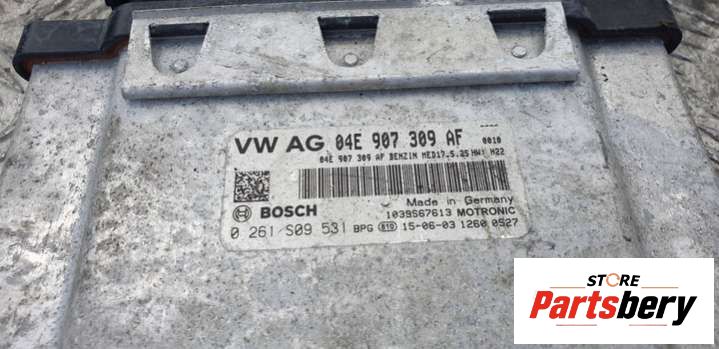 VW AG 04E 907 309 AF 0010
04E 907 309 AF BENZIN MED17.5.25 HW: H22
Made in Germany
BOSCH 1039S67613 MOTRONIC
0 261 S09 531 BPG 810 15-06-03 1260 0527
STORE
Partsbery